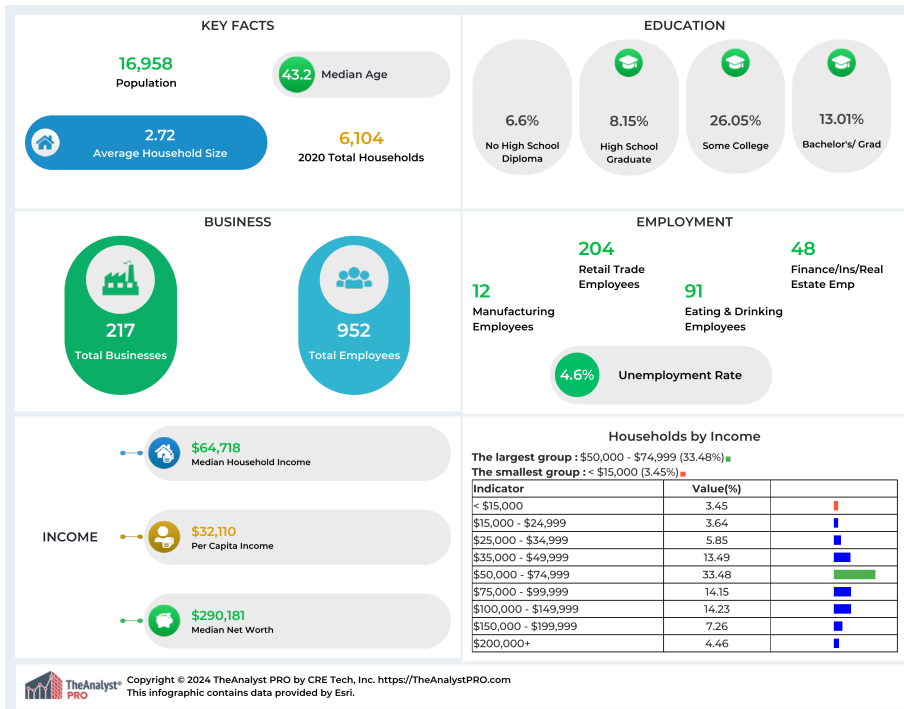 KEY FACTS
16,958
Population
43.2 Median Age
2.72
Average Household Size
6,104
2020 Total Households
EDUCATION
6.6%
No High School
Diploma
8.15%
High School
Graduate
26.05%
Some College
13.01%
Bachelor's/ Grad
BUSINESS
217
Total Businesses
952
Total Employees
EMPLOYMENT
12
Manufacturing
Employees
204
Retail Trade
Employees
91
Eating & Drinking
Employees
48
Finance/Ins/Real
Estate Emp
4.6% Unemployment Rate
INCOME
$64,718
Median Household Income
$32,110
Per Capita Income
$290,181
Median Net Worth
Households by Income
The largest group : $50,000 - $74,999 (33.48%)
The smallest group : < $15,000 (3.45%)
Indicator Value(%)
< $15,000 3.45
$15,000 - $24,999 3.64
$25,000 - $34,999 5.85
$35,000 - $49,999 13.49
$50,000 - $74,999 33.48
$75,000 - $99,999 14.15
$100,000 - $149,999 14.23
$150,000 - $199,999 7.26
$200,000+ 4.46
TheAnalyst®
PRO
Copyright © 2024 TheAnalyst PRO by CRE Tech, Inc. https://TheAnalystPRO.com
This infographic contains data provided by Esri.